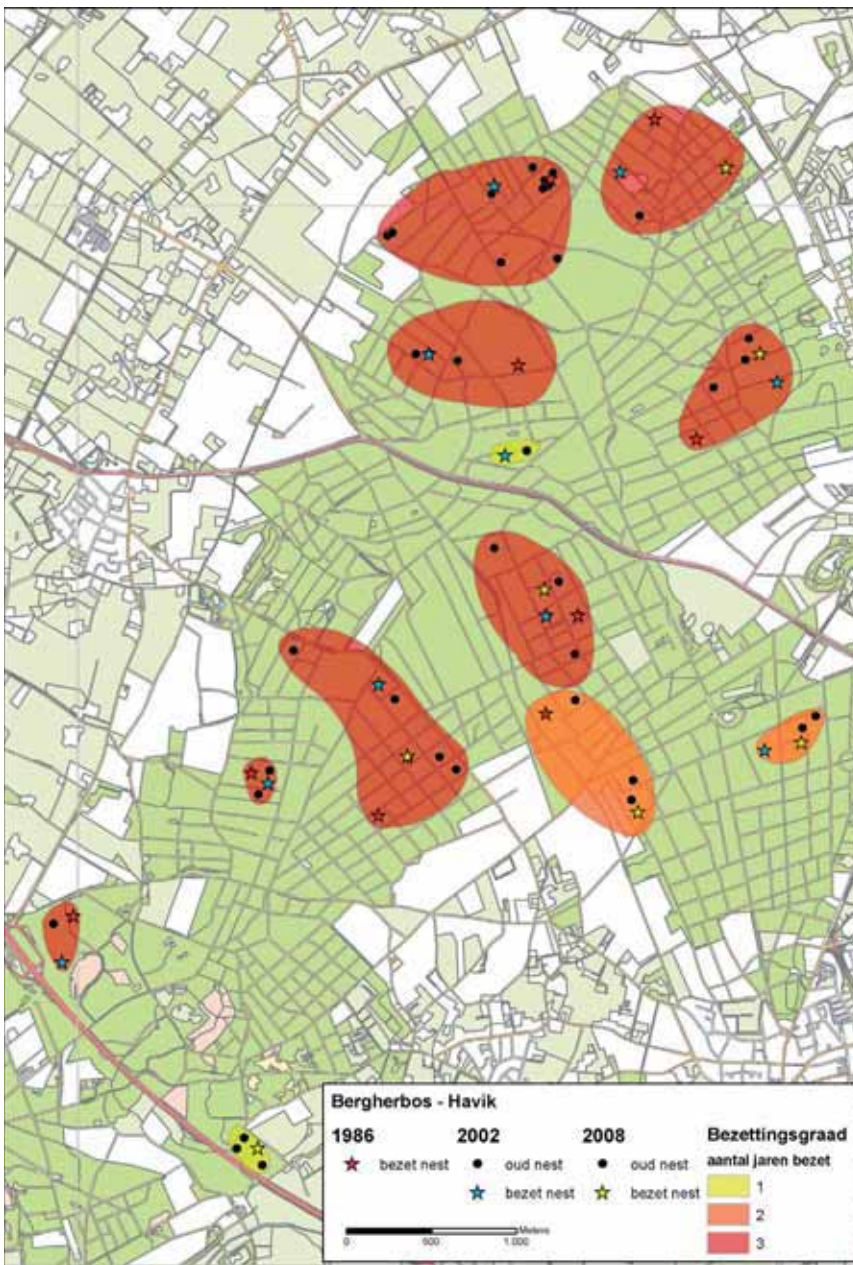 Bergherbos - Havik
1986 2002 2008
bezet nest oud nest oud nest
bezet nest bezet nest
Meters
0 500 1.000
Bezettingsgraad
aantal jaren bezet
1
2
3